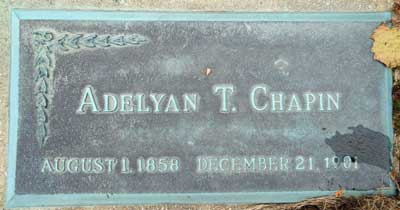 ADELYAN T. CHAPIN
AUGUST 1, 1858 DECEMBER 21,